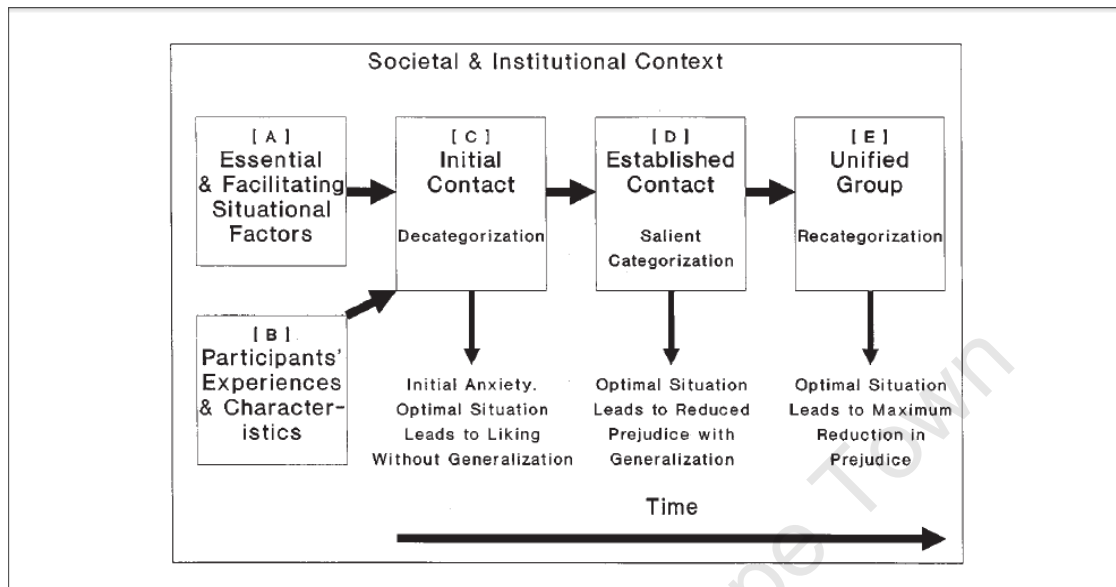 Societal & Institutional Context
[ A ]
Essential
& Facilitating
Situational
Factors
[ B ]
Participants'
Experiences
& Character-
istics
[ C ]
Initial
Contact
Decategorization
Initial Anxiety.
Optimal Situation
Leads to Liking
Without Generalization
[ D ]
Established
Contact
Salient
Categorization
Optimal Situation
Leads to Reduced
Prejudice with
Generalization
[ E ]
Unified
Group
Recategorization
Optimal Situation
Leads to Maximum
Reduction in
Prejudice
Time
pe Town